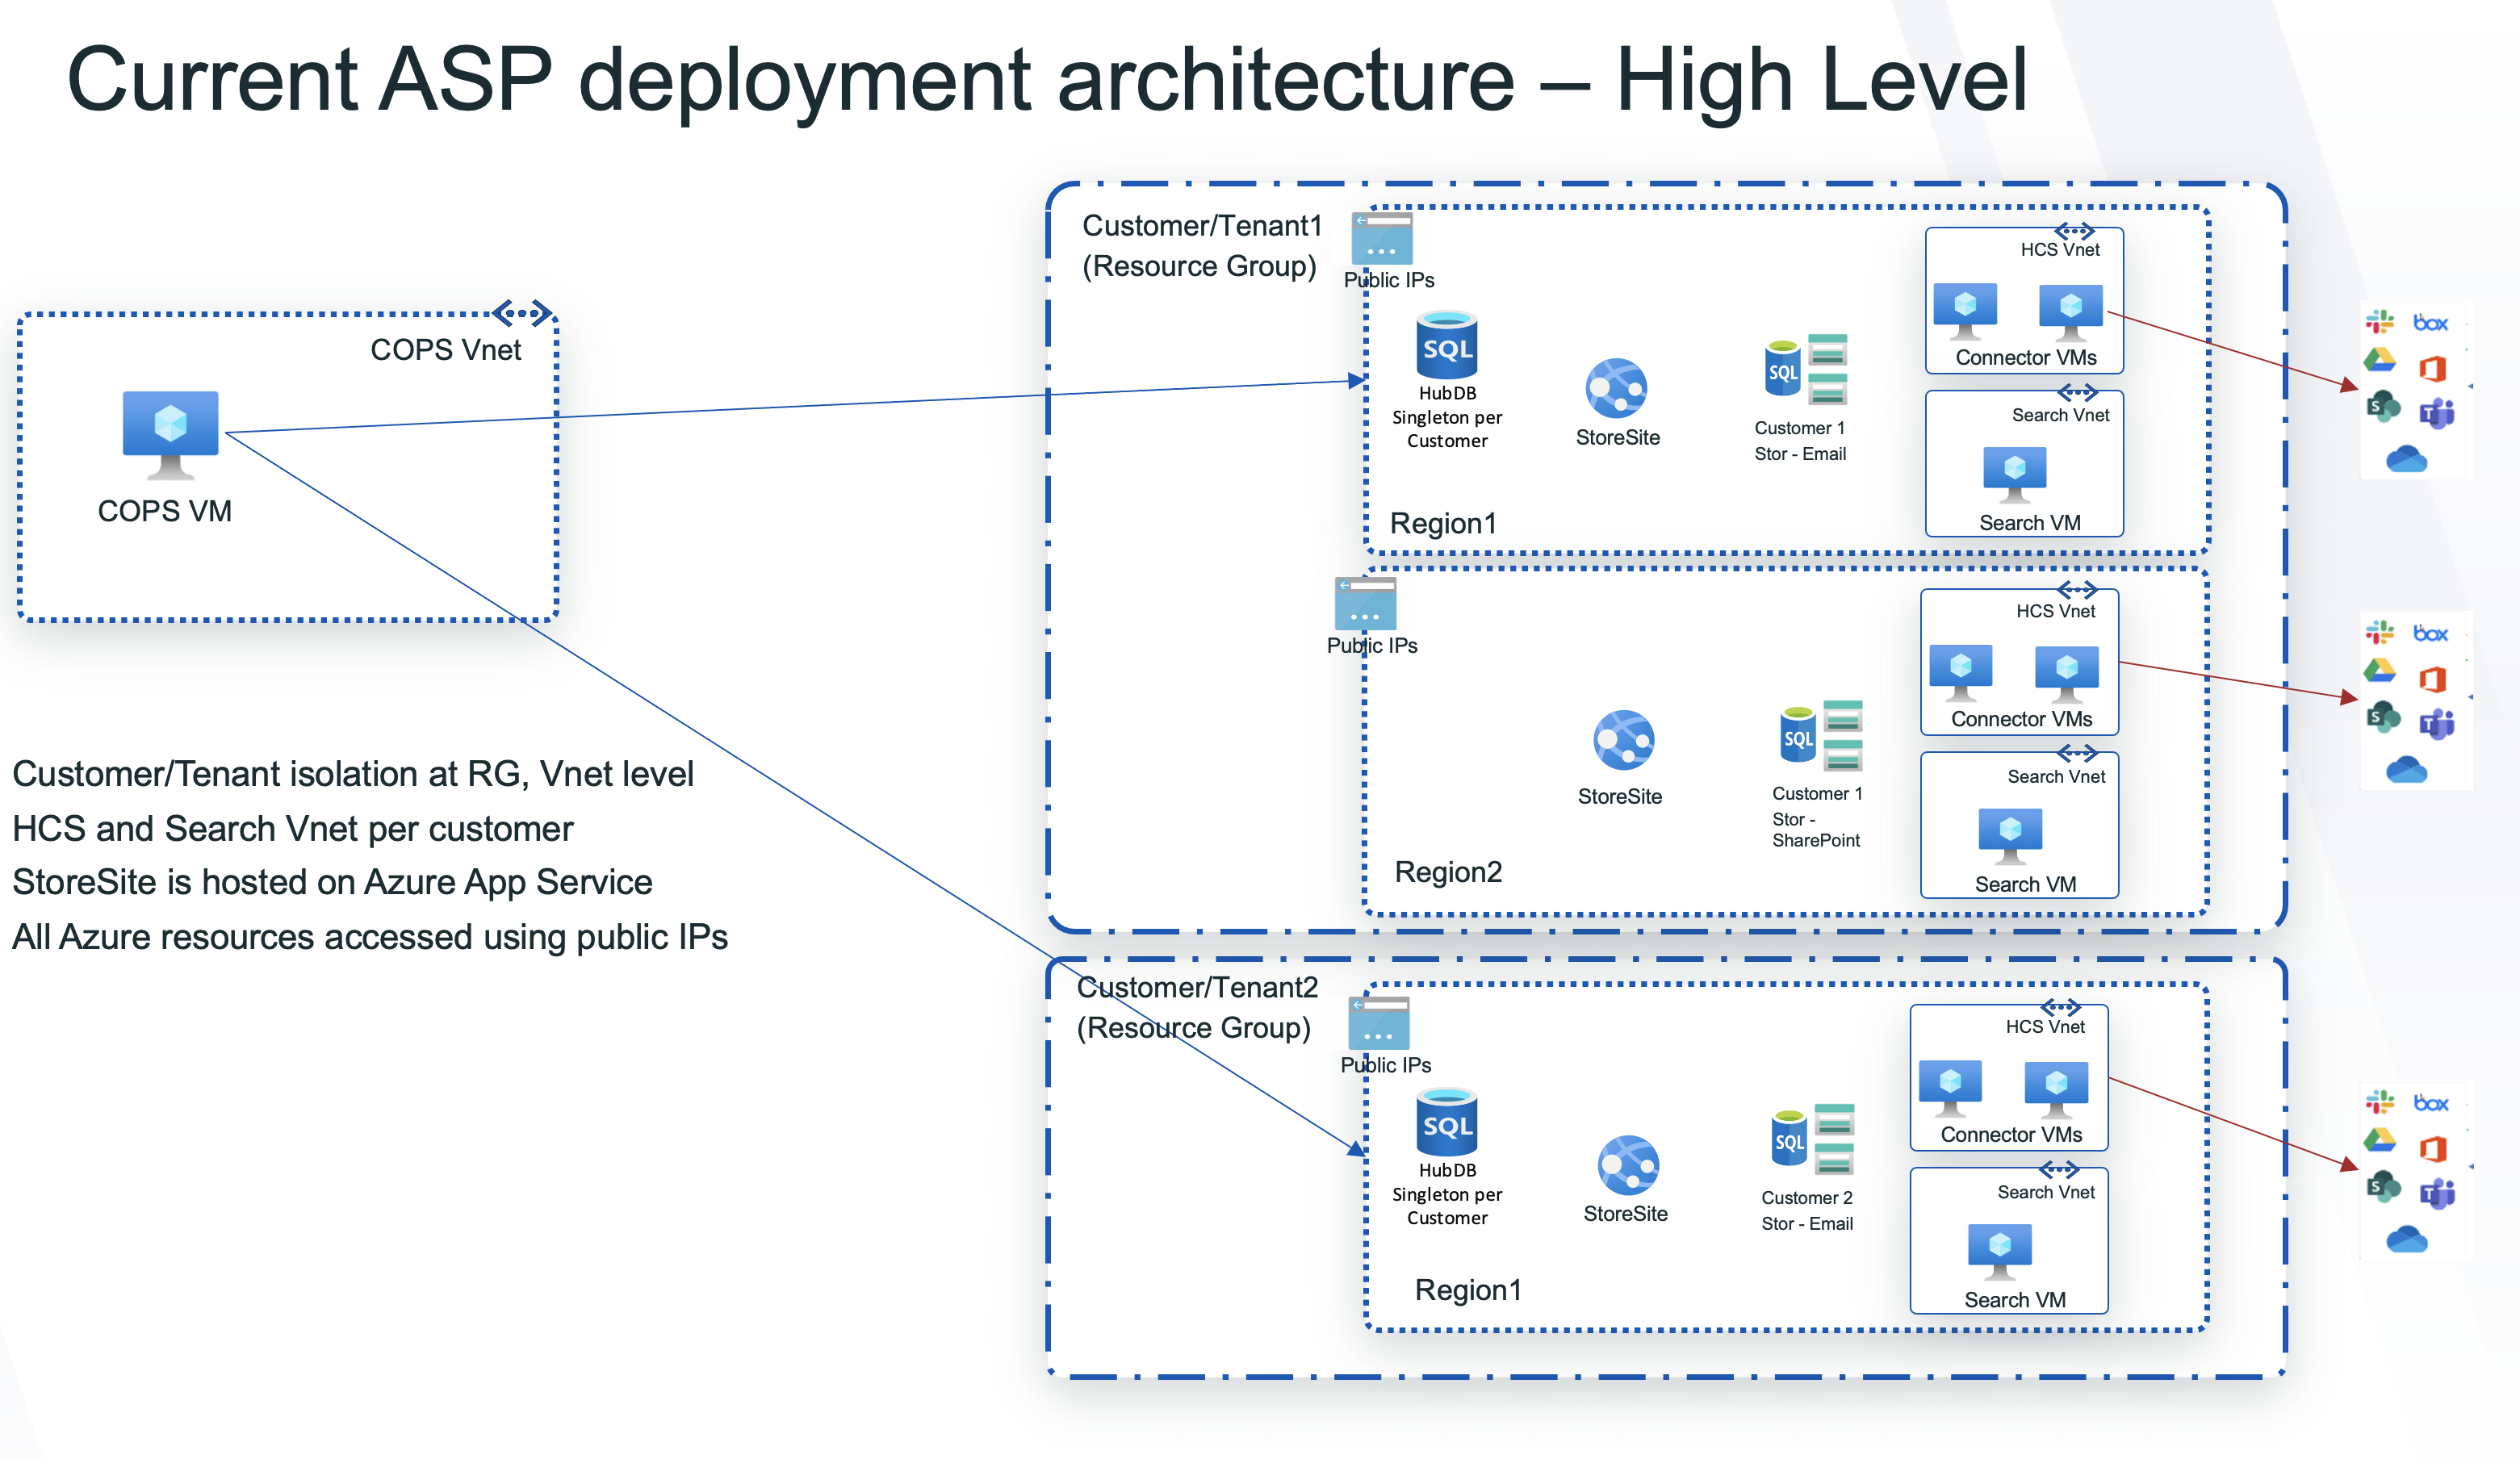 Current ASP deployment architecture – High Level
COPS Vnet
COPS VM
Customer/Tenant isolation at RG, Vnet level
HCS and Search Vnet per customer
StoreSite is hosted on Azure App Service
All Azure resources accessed using public IPs
Customer/Tenant1
(Resource Group)
Public IPs
SQL
HubDB
Singleton per
Customer
StoreSite
SQL
Customer 1
Stor - Email
HCS Vnet
Connector VMs
Search Vnet
Search VM
Region1
box
S
T
Public IPs
StoreSite
SQL
Customer 1
Stor -
SharePoint
HCS Vnet
Connector VMs
Search Vnet
Search VM
Region2
box
S
T
Customer/Tenant2
(Resource Group)
Public IPs
SQL
HubDB
Singleton per
Customer
StoreSite
SQL
Customer 2
Stor - Email
HCS Vnet
Connector VMs
Search Vnet
Search VM
Region1
box
S
T